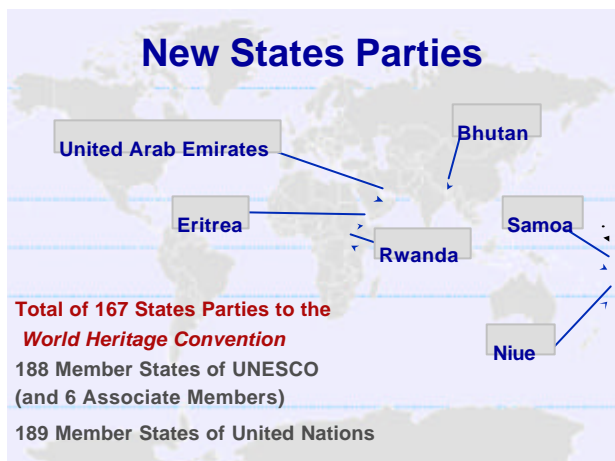 New States Parties
United Arab Emirates
Bhutan
Eritrea
Samoa
Rwanda
Total of 167 States Parties to the
World Heritage Convention
188 Member States of UNESCO
(and 6 Associate Members)
Niue
189 Member States of United Nations